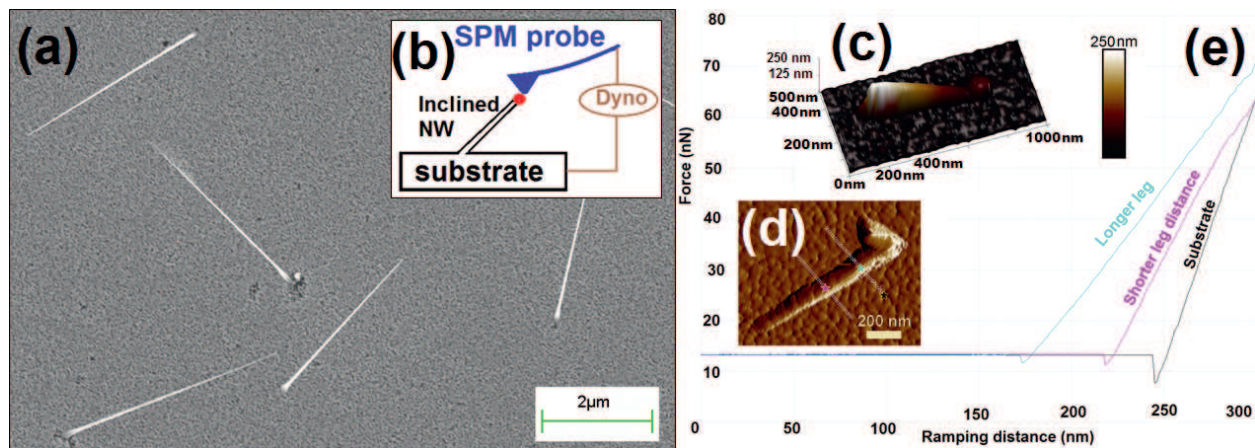 (a)
2μm
(b)
SPM probe
Inclined
NW
Dyno
substrate
(c)
250 nm
125 nm
500nm
400nm
200nm
0nm
200nm
400nm
1000nm
250nm
(d)
200 nm
(e)
Force (nN)
80
70
60
50
40
30
20
10
Longer leg
Shorter leg distance
Substrate
0
50
100
150
200
250
300
Ramping distance (nm)